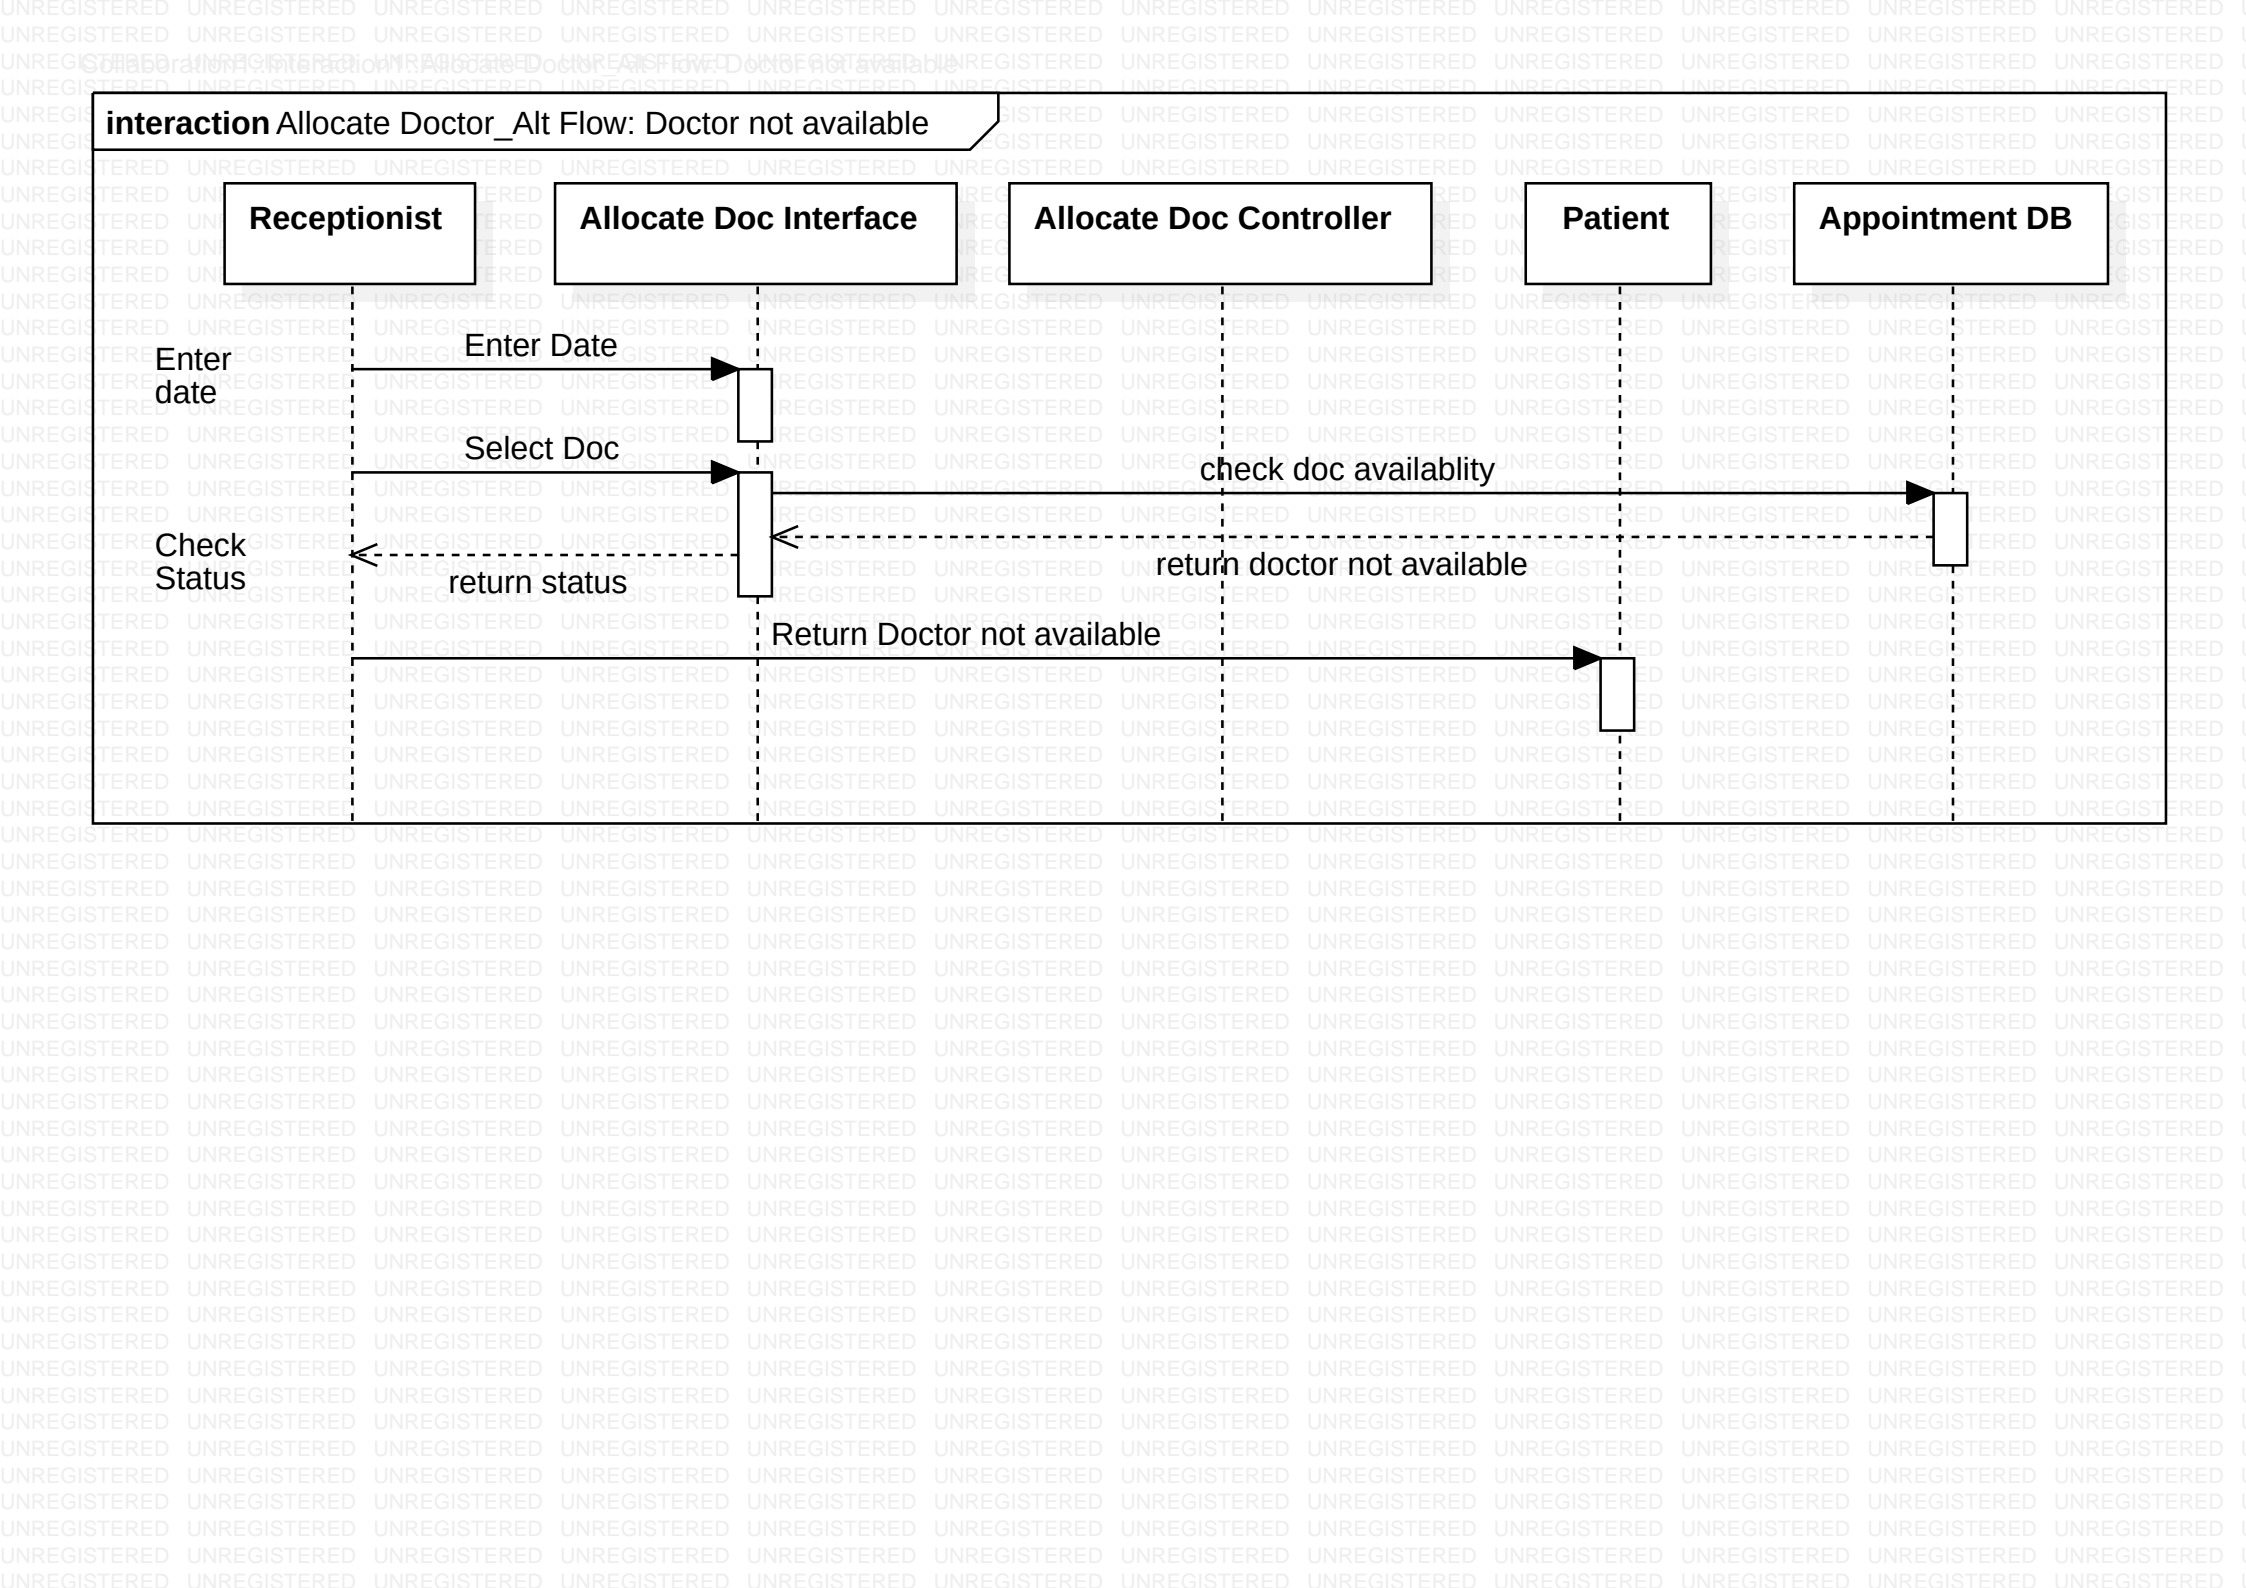 Collaboration1::Interaction1::Allocate Doctor_Alt Flow: Doctor not available
interaction Allocate Doctor_Alt Flow: Doctor not available
Receptionist
Allocate Doc Interface
Allocate Doc Controller
Patient
Appointment DB
Enter Date
Enter
date
Select Doc
check doc availablity
Check
Status
return doctor not available
return status
Return Doctor not available
UNREGISTERED